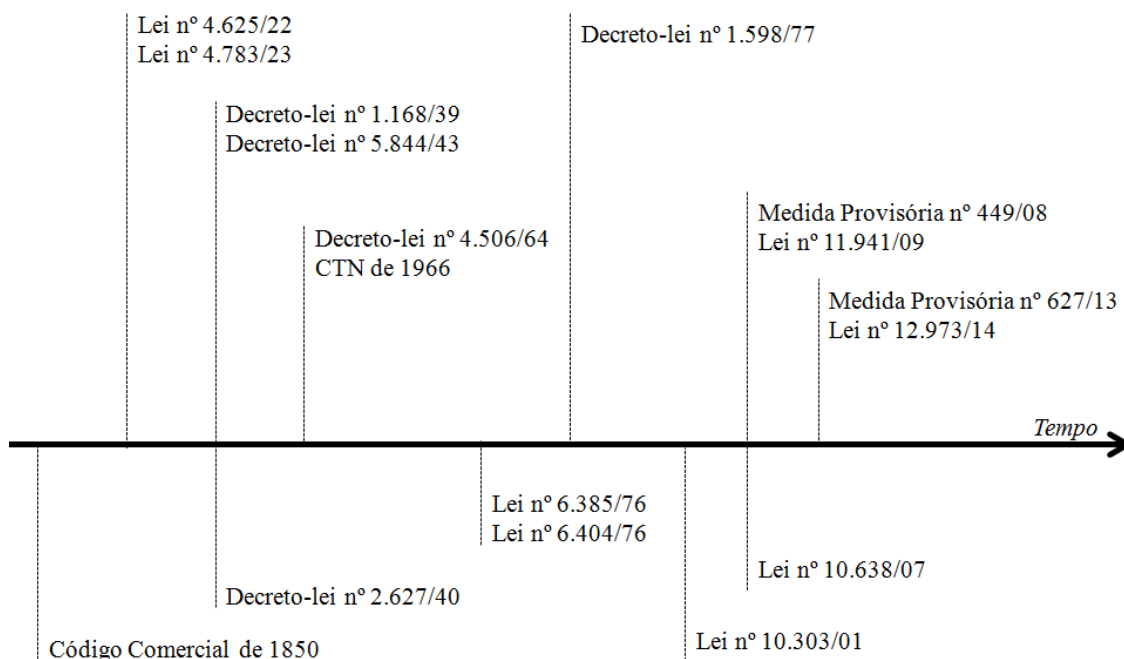 Lei nº 4.625/22
Lei nº 4.783/23
Decreto-lei nº 1.598/77
Decreto-lei nº 1.168/39
Decreto-lei nº 5.844/43
Decreto-lei nº 4.506/64
CTN de 1966
Medida Provisória nº 449/08
Lei nº 11.941/09
Medida Provisória nº 627/13
Lei nº 12.973/14
Tempo
Lei nº 6.385/76
Lei nº 6.404/76
Lei nº 10.638/07
Decreto-lei nº 2.627/40
Lei nº 10.303/01
Código Comercial de 1850